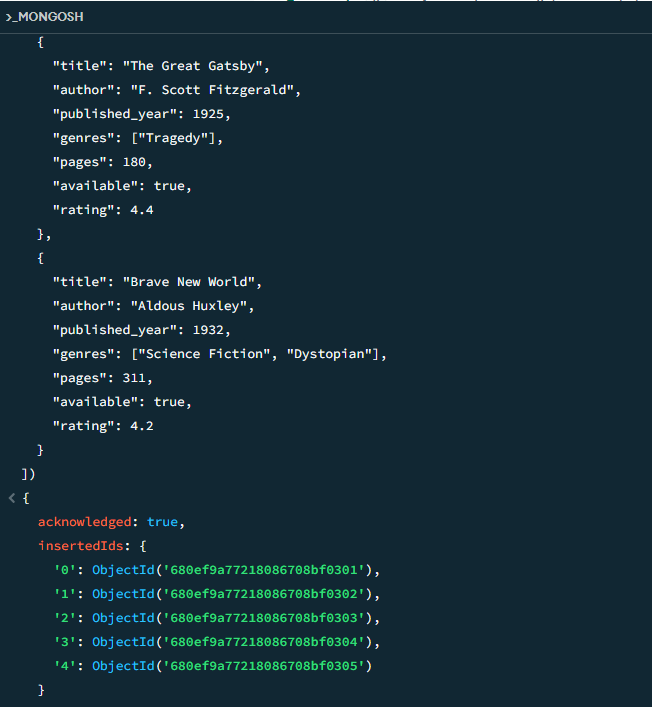 >_MONGOSH
{
"title": "The Great Gatsby",
"author": "F. Scott Fitzgerald",
"published_year": 1925,
"genres": ["Tragedy"],
"pages": 180,
"available": true,
"rating": 4.4
},
{
"title": "Brave New World",
"author": "Aldous Huxley",
"published_year": 1932,
"genres": ["Science Fiction", "Dystopian"],
"pages": 311,
"available": true,
"rating": 4.2
}
])
< {
acknowledged: true,
insertedIds: {
'0': ObjectId('680ef9a77218086708bf0301'),
'1': ObjectId('680ef9a77218086708bf0302'),
'2': ObjectId('680ef9a77218086708bf0303'),
'3': ObjectId('680ef9a77218086708bf0304'),
'4': ObjectId('680ef9a77218086708bf0305')
}